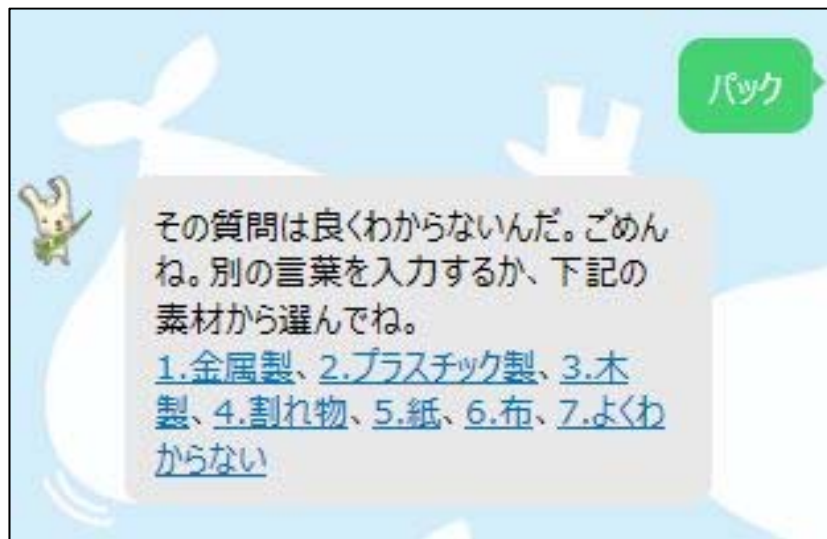 パック
その質問は良くわからないんだ。ごめん
ね。別の言葉を入力するか、下記の
素材から選んでね。
1.金属製、2.プラスチック製、3.木
製、4.割れ物、5.紙、6.布、7.よくわ
からない